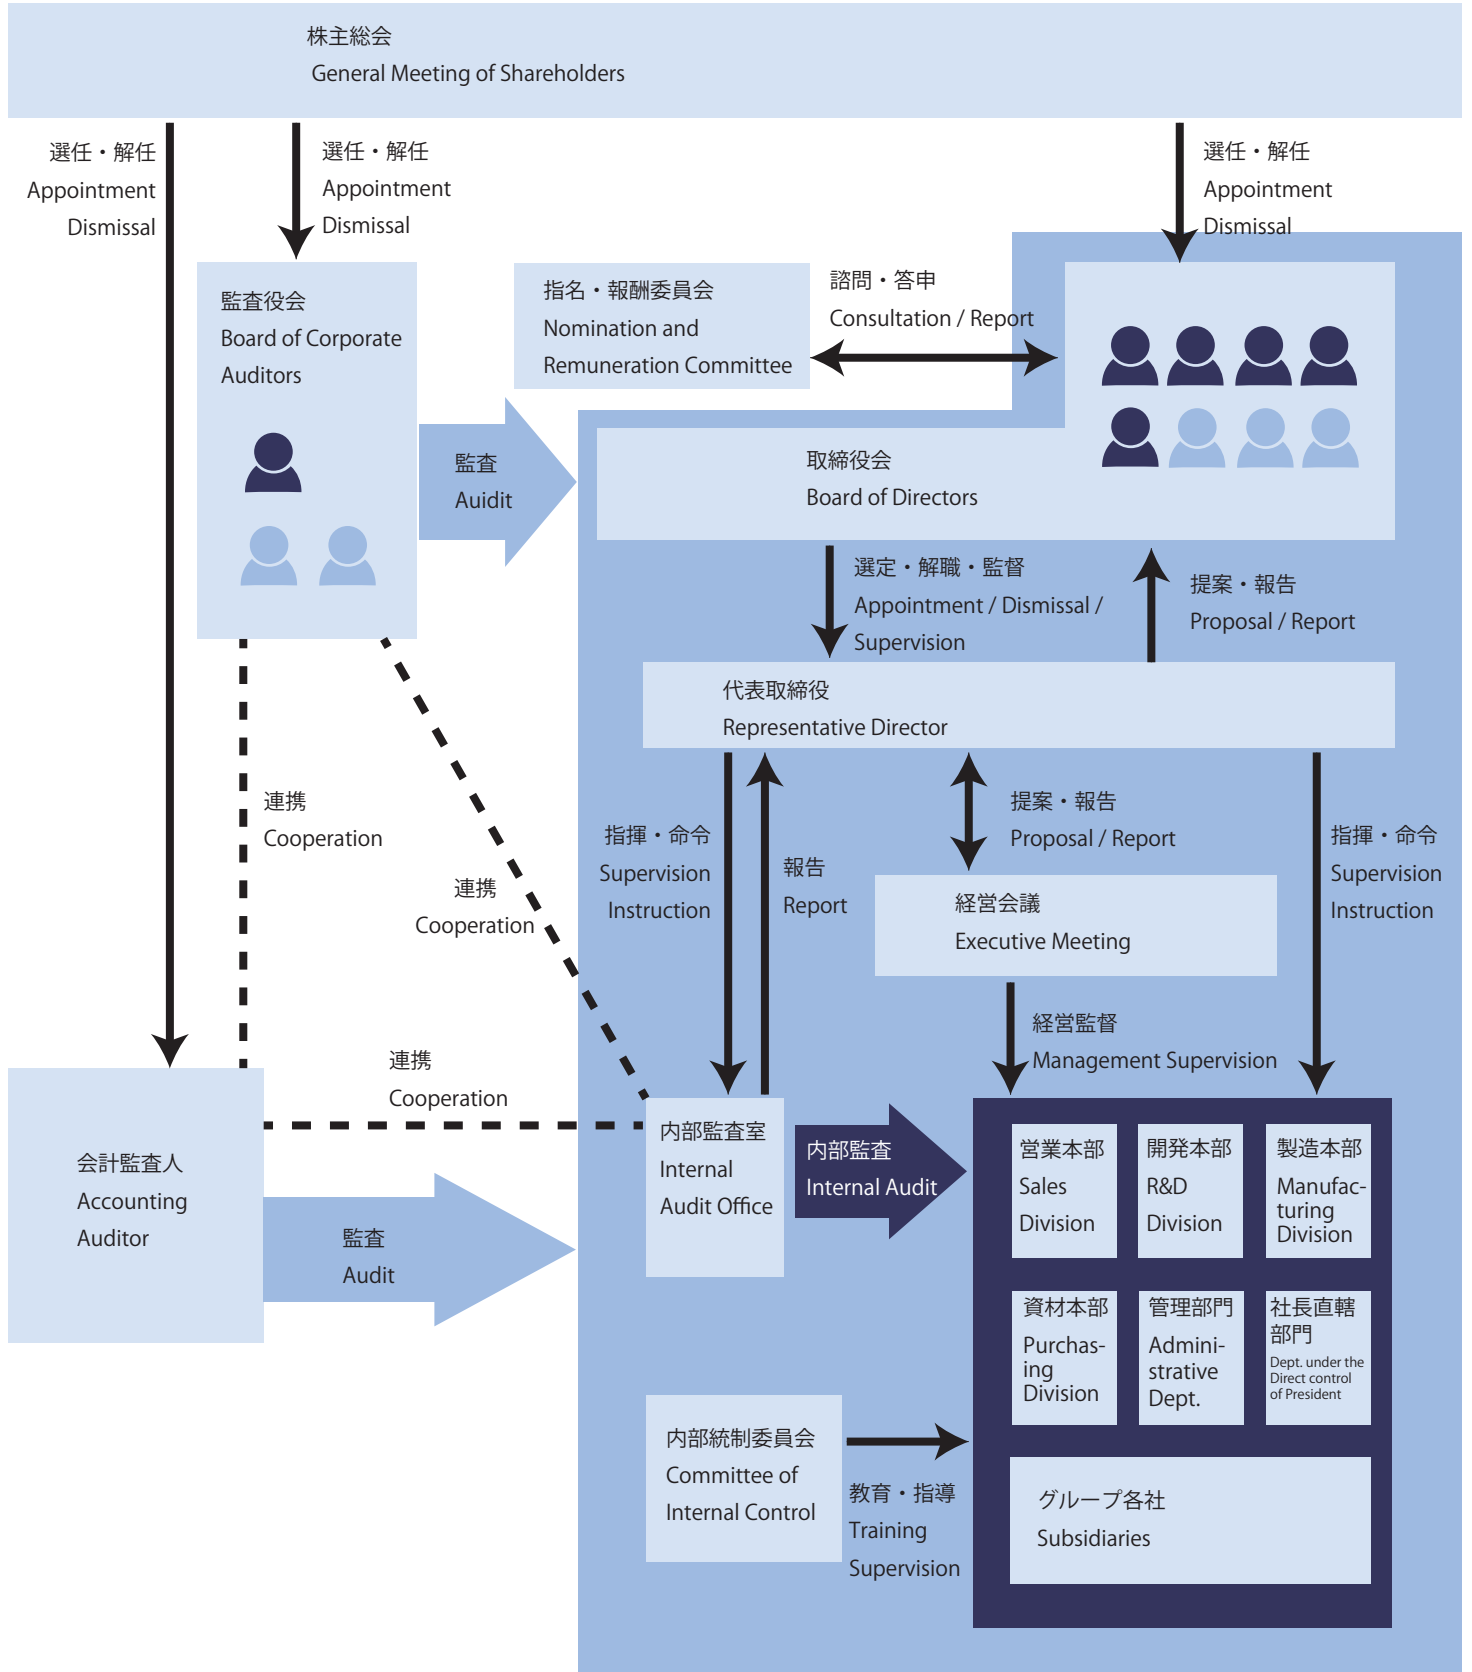 株主総会
General Meeting of Shareholders
選任・解任
Appointment
Dismissal
選任・解任
Appointment
Dismissal
選任・解任
Appointment
Dismissal
監査役会
Board of Corporate
Auditors
指名・報酬委員会
Nomination and
Remuneration Committee
諮問・答申
Consultation / Report
監査
Auidit
取締役会
Board of Directors
選定・解職・監督
Appointment / Dismissal /
Supervision
提案・報告
Proposal / Report
代表取締役
Representative Director
連携
Cooperation
連携
Cooperation
指揮・命令
Supervision
Instruction
報告
Report
提案・報告
Proposal / Report
指揮・命令
Supervision
Instruction
経営会議
Executive Meeting
経営監督
Management Supervision
連携
Cooperation
会計監査人
Accounting
Auditor
監査
Audit
内部監査室
Internal
Audit Office
内部監査
Internal Audit
営業本部
Sales
Division
開発本部
R&D
Division
製造本部
Manufac-
turing
Division
資材本部
Purchas-
ing
Division
管理部門
Admini-
strative
Dept.
社長直轄
部門
Dept. under the
Direct control
of President
内部統制委員会
Committee of
Internal Control
教育・指導
Training
Supervision
グループ各社
Subsidiaries